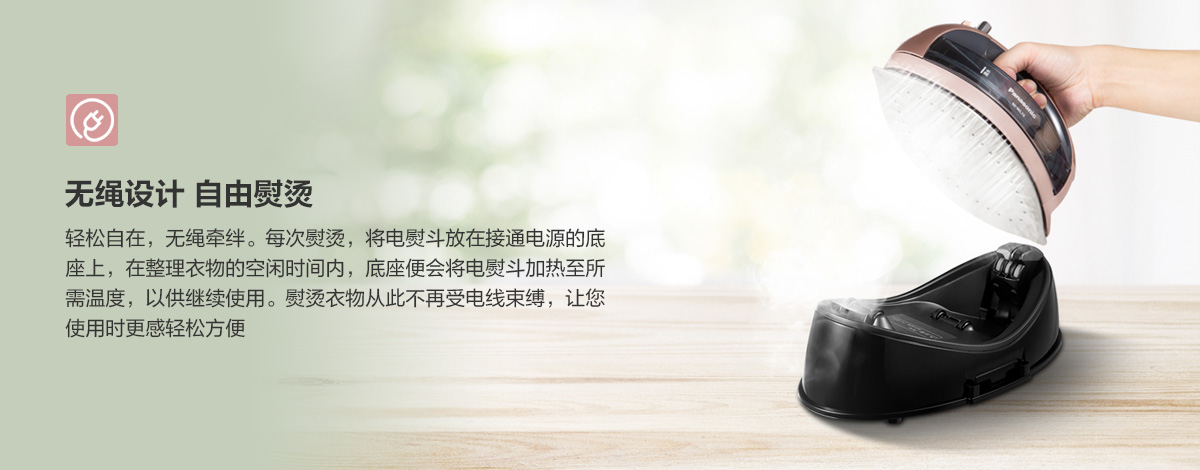 无绳设计 自由熨烫
轻松自在，无绳牵绊。每次熨烫，将电熨斗放在接通电源的底
座上，在整理衣物的空闲时间内，底座便会将电熨斗加热至所
需温度，以供继续使用。熨烫衣物从此不再受电线束缚，让您
使用时更感轻松方便
Panasonic